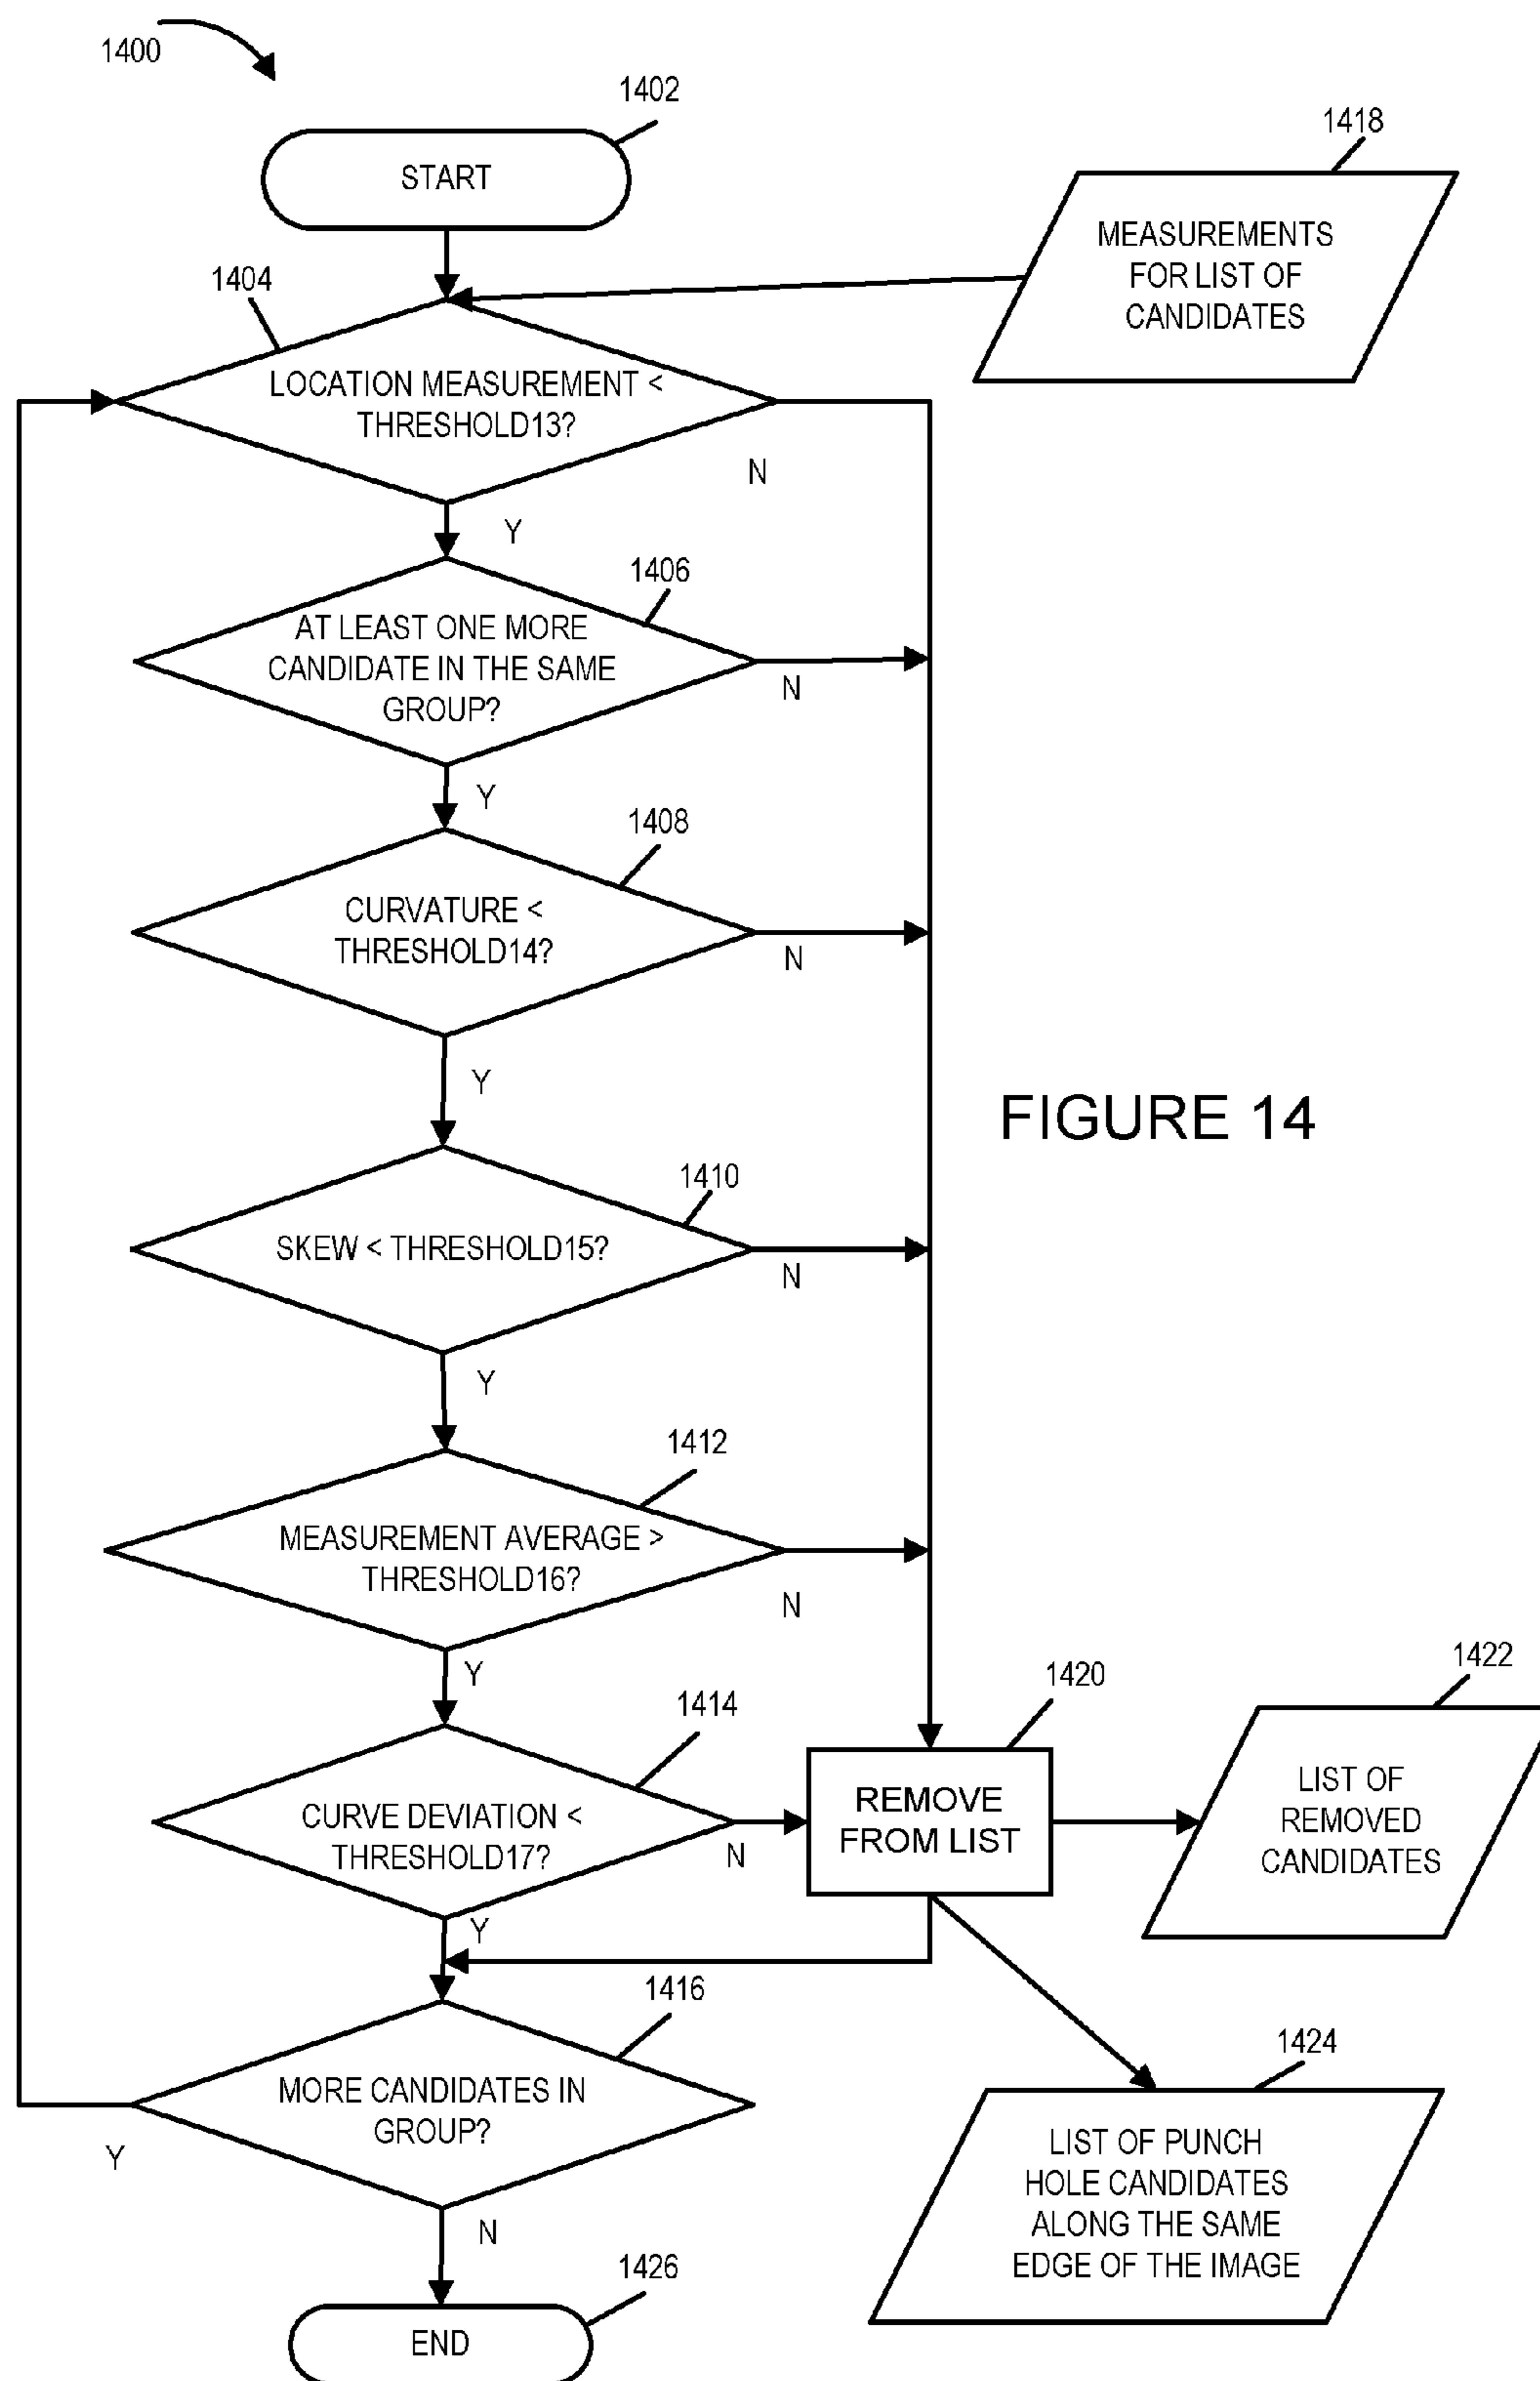 1400
1402
START
1418
MEASUREMENTS
FOR LIST OF
CANDIDATES
1404
LOCATION MEASUREMENT <
THRESHOLD13?
N
Y
1406
AT LEAST ONE MORE
CANDIDATE IN THE SAME
GROUP?
N
Y
1408
CURVATURE <
THRESHOLD14?
N
Y
FIGURE 14
1410
SKEW < THRESHOLD15?
N
Y
1412
MEASUREMENT AVERAGE >
THRESHOLD16?
N
Y
1414
CURVE DEVIATION <
THRESHOLD17?
N
Y
1420
REMOVE
FROM LIST
1422
LIST OF
REMOVED
CANDIDATES
1416
MORE CANDIDATES IN
GROUP?
Y
N
1424
LIST OF PUNCH
HOLE CANDIDATES
ALONG THE SAME
EDGE OF THE IMAGE
1426
END